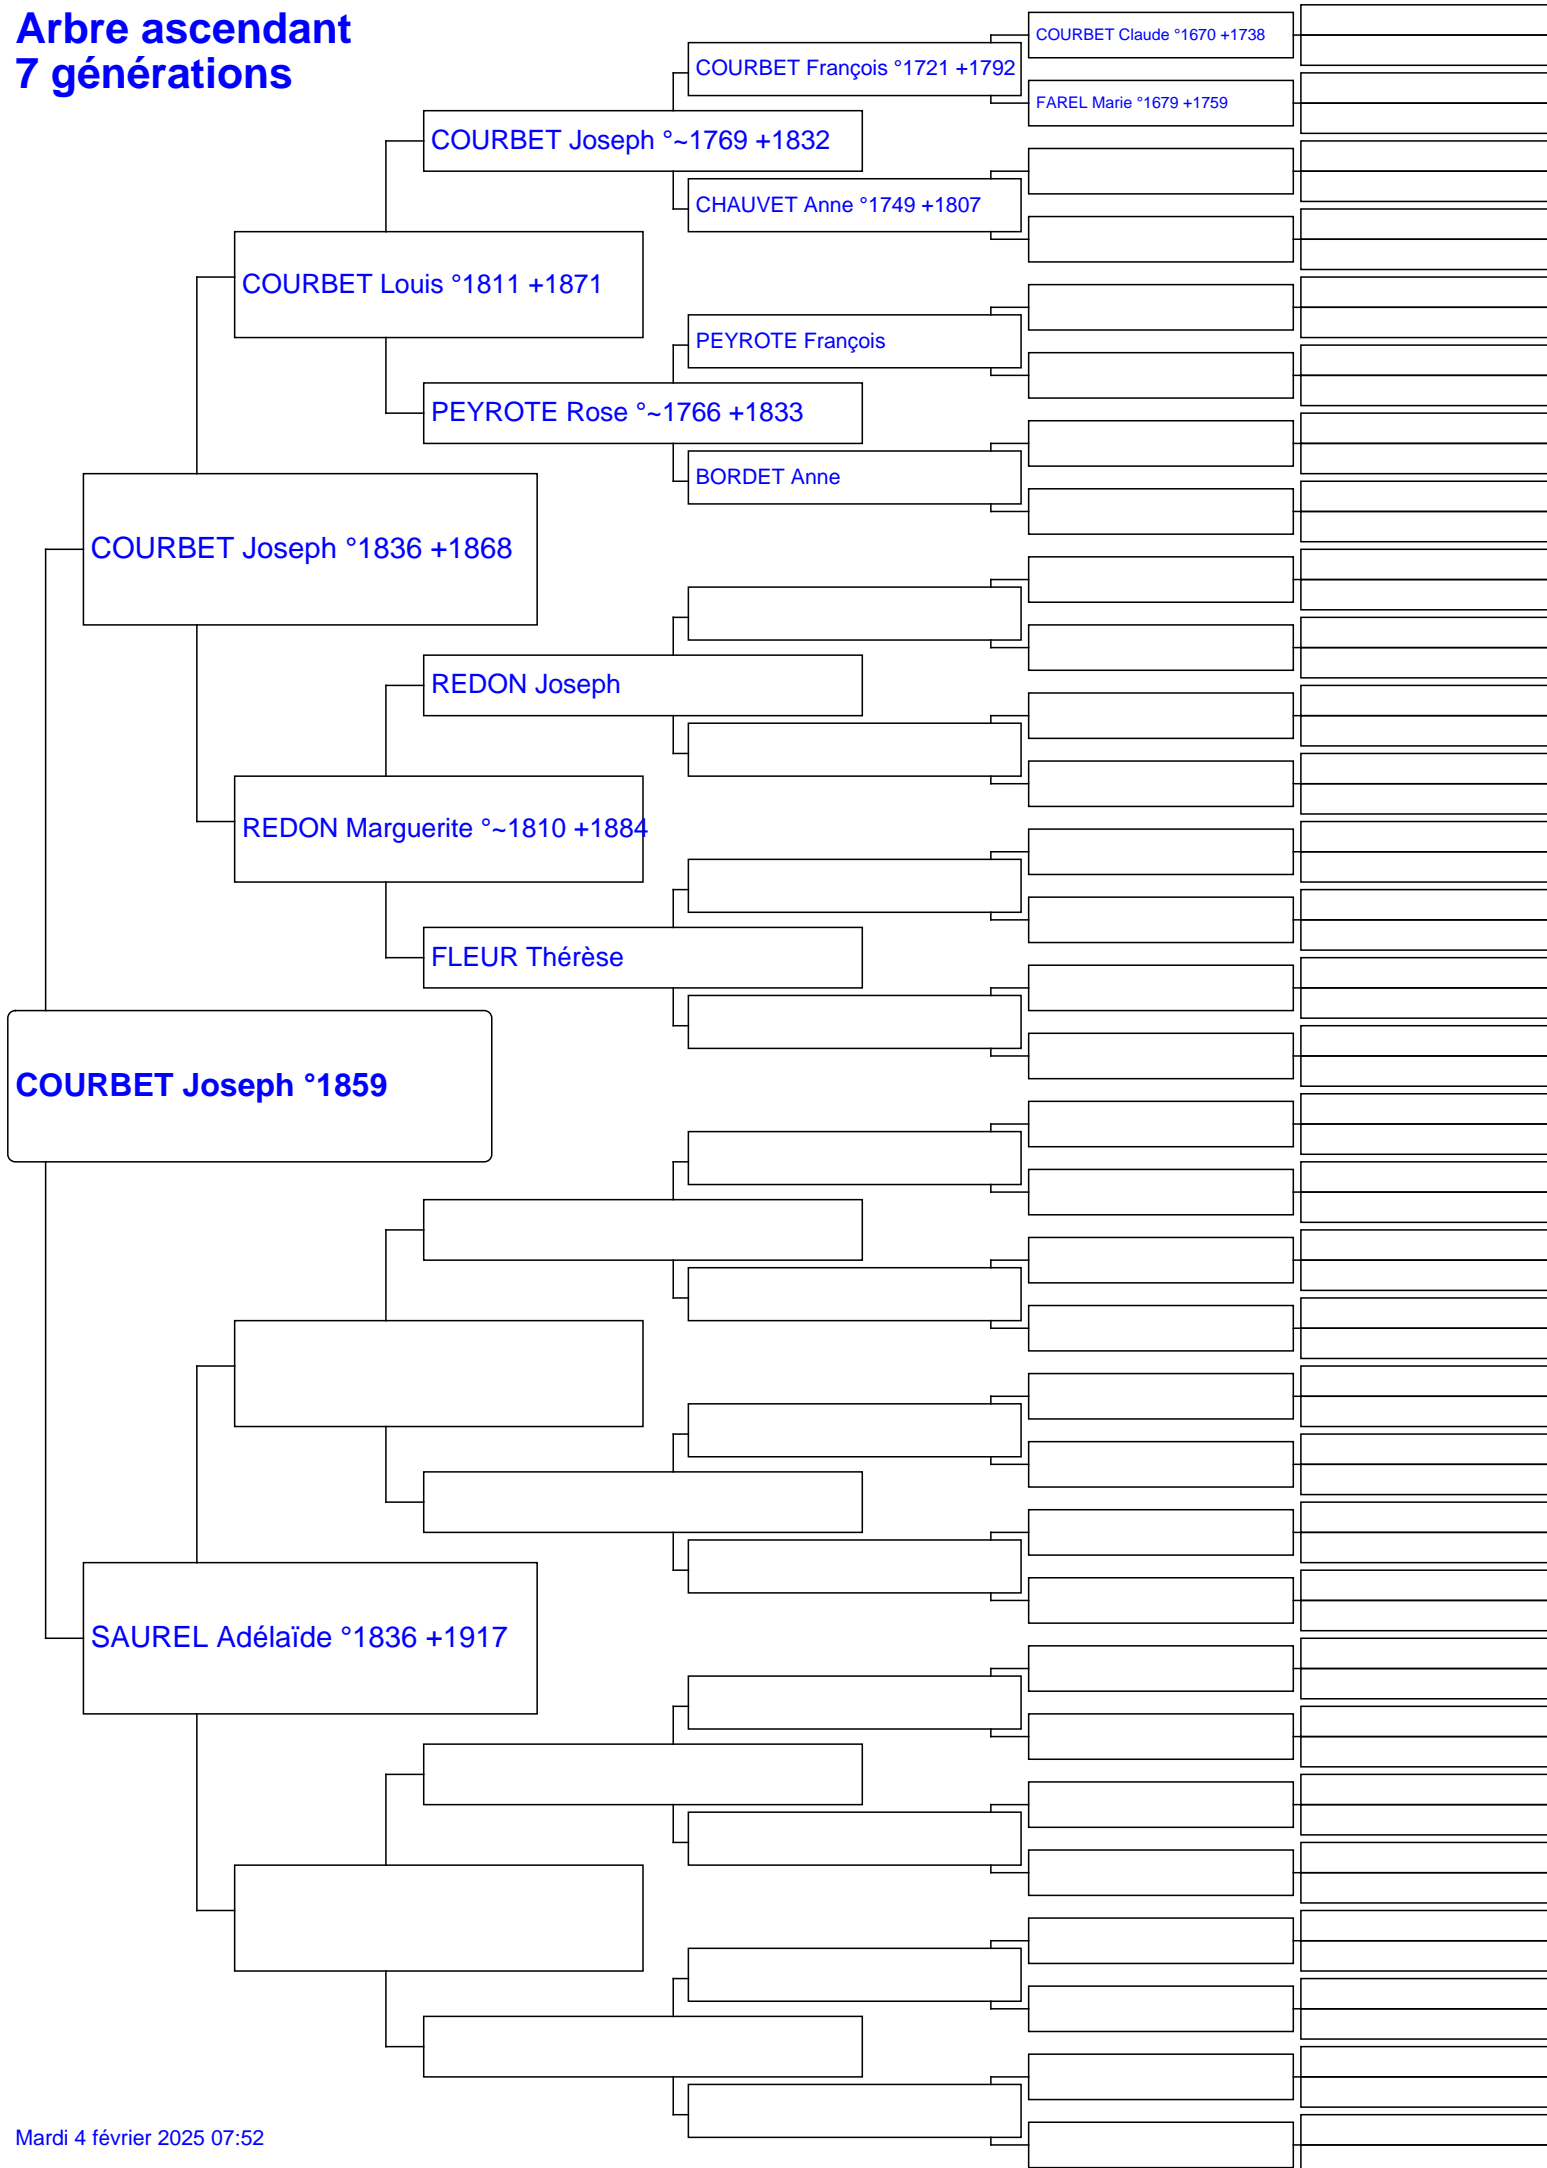 Arbre ascendant
7 générations
COURBET Claude °1670 +1738
COURBET François °1721 +1792
FAREL Marie °1679 +1759
COURBET Joseph °~1769 +1832
CHAUVET Anne °1749 +1807
COURBET Louis °1811 +1871
PEYROTE François
PEYROTE Rose °~1766 +1833
BORDET Anne
COURBET Joseph °1836 +1868
REDON Joseph
REDON Marguerite °~1810 +1884
FLEUR Thérèse
COURBET Joseph °1859
SAUREL Adélaïde °1836 +1917
Mardi 4 février 2025 07:52